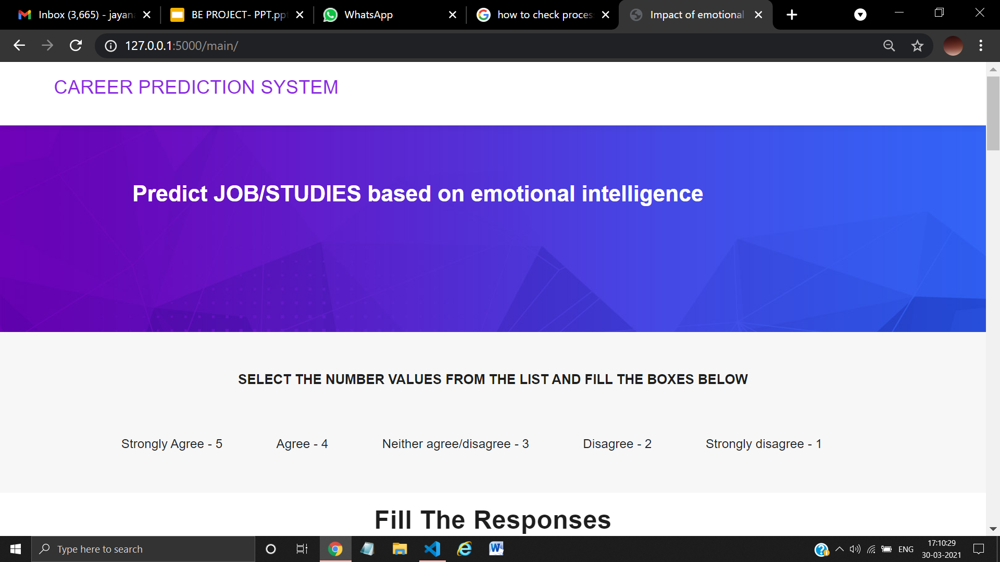 Inbox (3,665) - jayana
BE PROJECT- PPT.ppt
WhatsApp
how to check process
Impact of emotional
127.0.0.1:5000/main/
CAREER PREDICTION SYSTEM
Predict JOB/STUDIES based on emotional intelligence
SELECT THE NUMBER VALUES FROM THE LIST AND FILL THE BOXES BELOW
Strongly Agree - 5
Agree - 4
Neither agree/disagree - 3
Disagree - 2
Strongly disagree - 1
Fill The Responses
Type here to search
ENG
17:10:29
30-03-2021